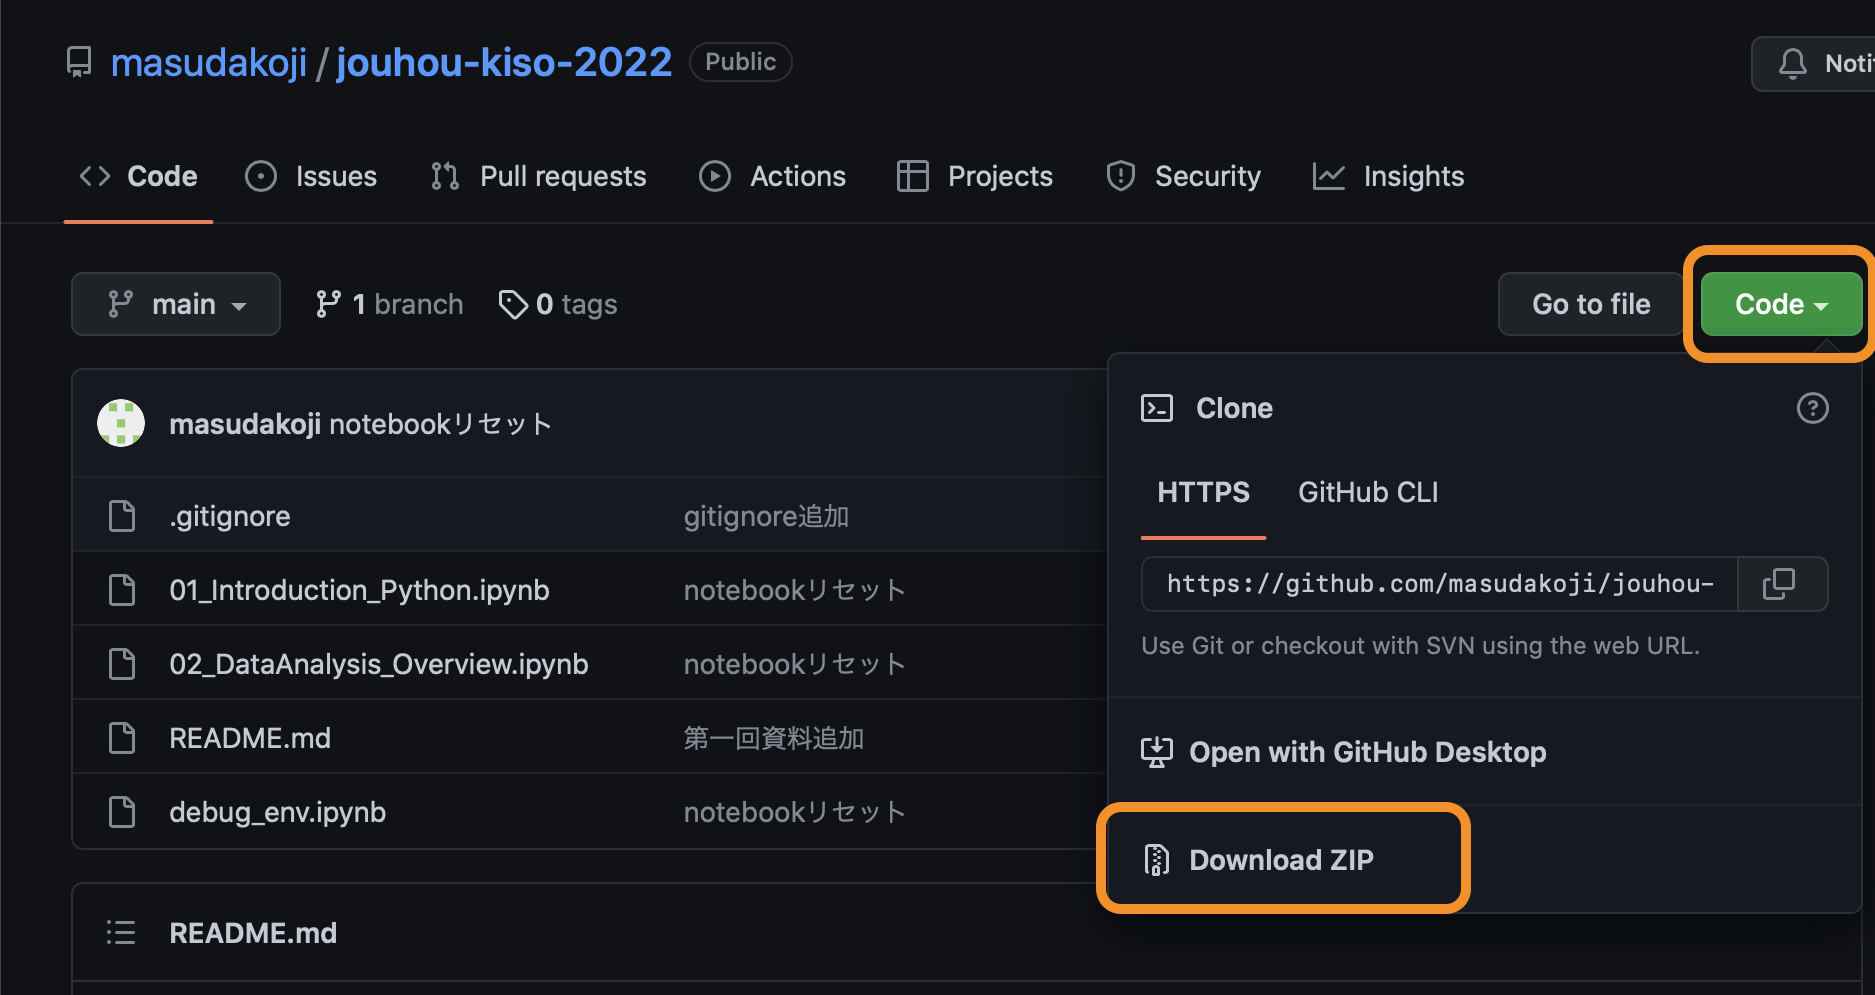 masudakoji / jouhou-kiso-2022 Public
Noti
Code Issues Pull requests Actions Projects Security Insights
main 1 branch 0 tags Go to file Code
masudakoji notebookリセット
.gitignore gitignore追加
01_Introduction_Python.ipynb notebookリセット
02_DataAnalysis_Overview.ipynb notebookリセット
README.md 第一回資料追加
debug_env.ipynb notebookリセット
README.md
Clone
HTTPS GitHub CLI
https://github.com/masudakoji/jouhou-
Use Git or checkout with SVN using the web URL.
Open with GitHub Desktop
Download ZIP